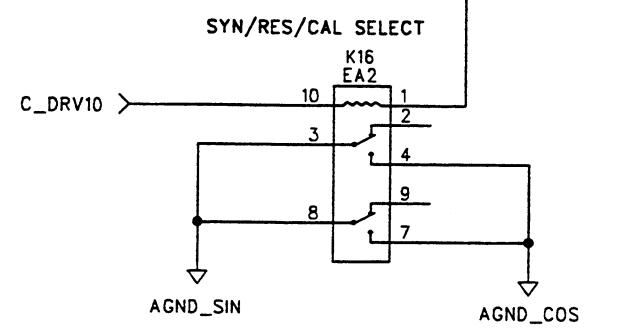 SYN/RES/CAL SELECT
K16
EA2
C_DRV10
10 1
2
3
4
9
8
7
AGND_SIN
AGND_COS